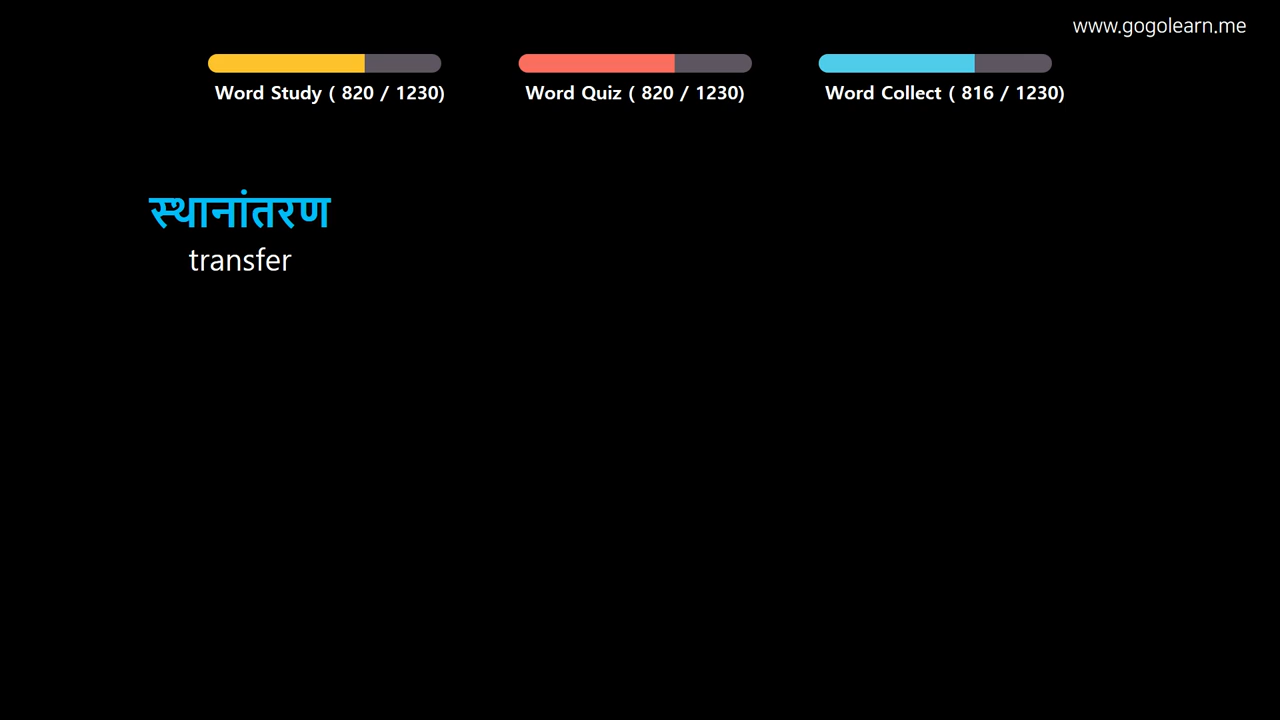 www.gogolearn.me
Word Study ( 820 / 1230)
Word Quiz ( 820 / 1230)
Word Collect ( 816 / 1230)
स्थानांतरण
transfer